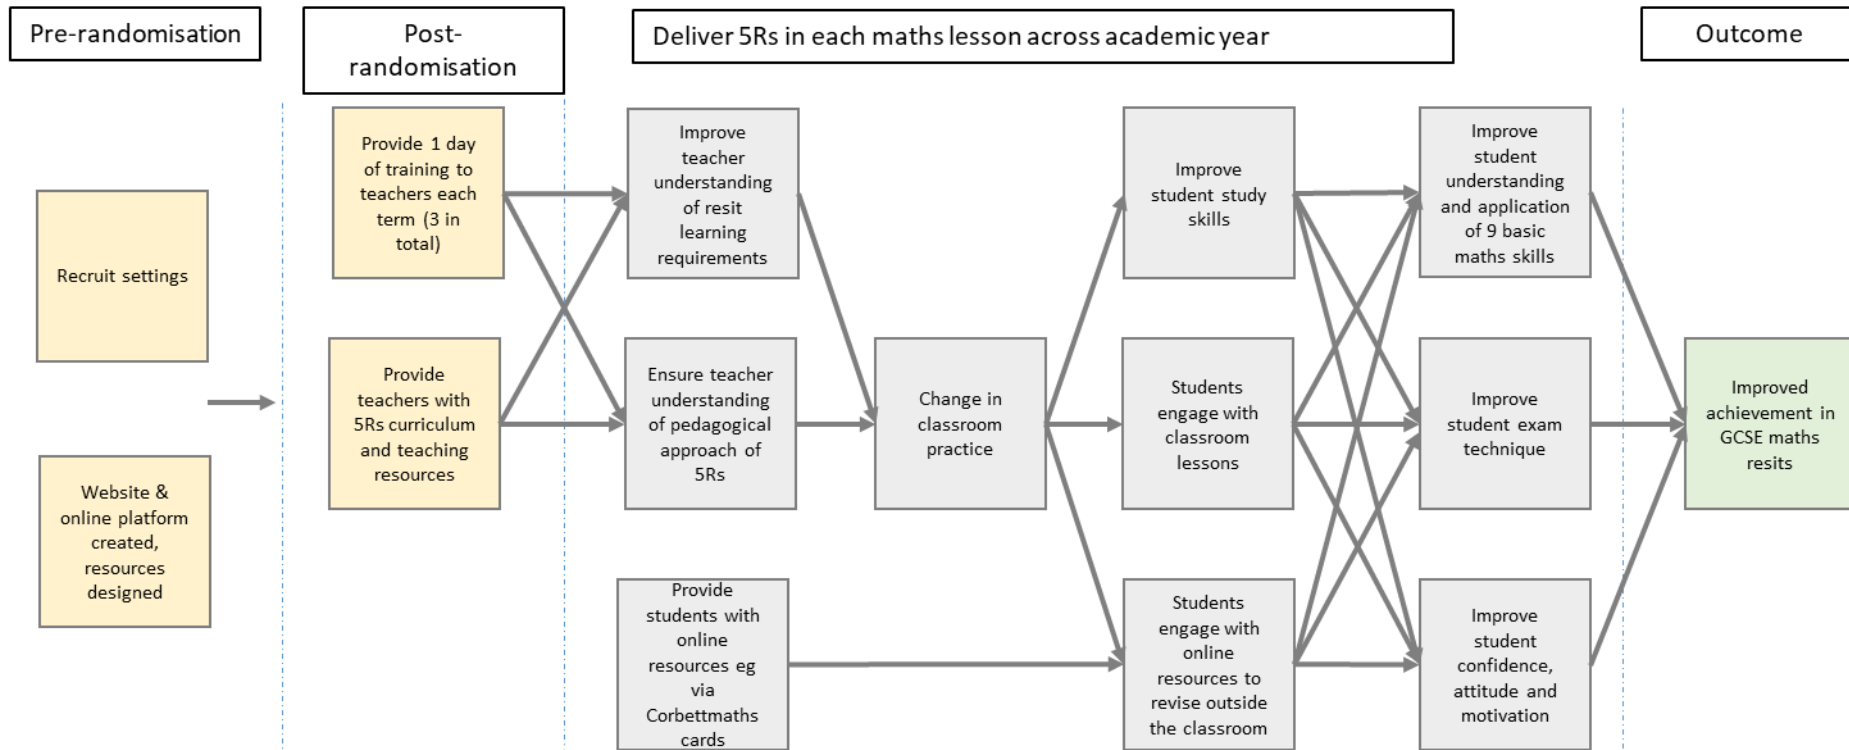 Pre-randomisation
Post-
randomisation
Deliver 5Rs in each maths lesson across academic year
Outcome
Recruit settings
Website &
online platform
created,
resources
designed
Provide 1 day
of training to
teachers each
term (3 in
total)
Provide
teachers with
5Rs curriculum
and teaching
resources
Improve
teacher
understanding
of resit
learning
requirements
Ensure teacher
understanding
of pedagogical
approach of
5Rs
Provide
students with
online
resources eg
via
Corbettmaths
cards
Change in
classroom
practice
Improve
student study
skills
Students
engage with
classroom
lessons
Students
engage with
online
resources to
revise outside
the classroom
Improve
student
understanding
and application
of 9 basic
maths skills
Improve
student exam
technique
Improve
student
confidence,
attitude and
motivation
Improved
achievement in
GCSE maths
resits